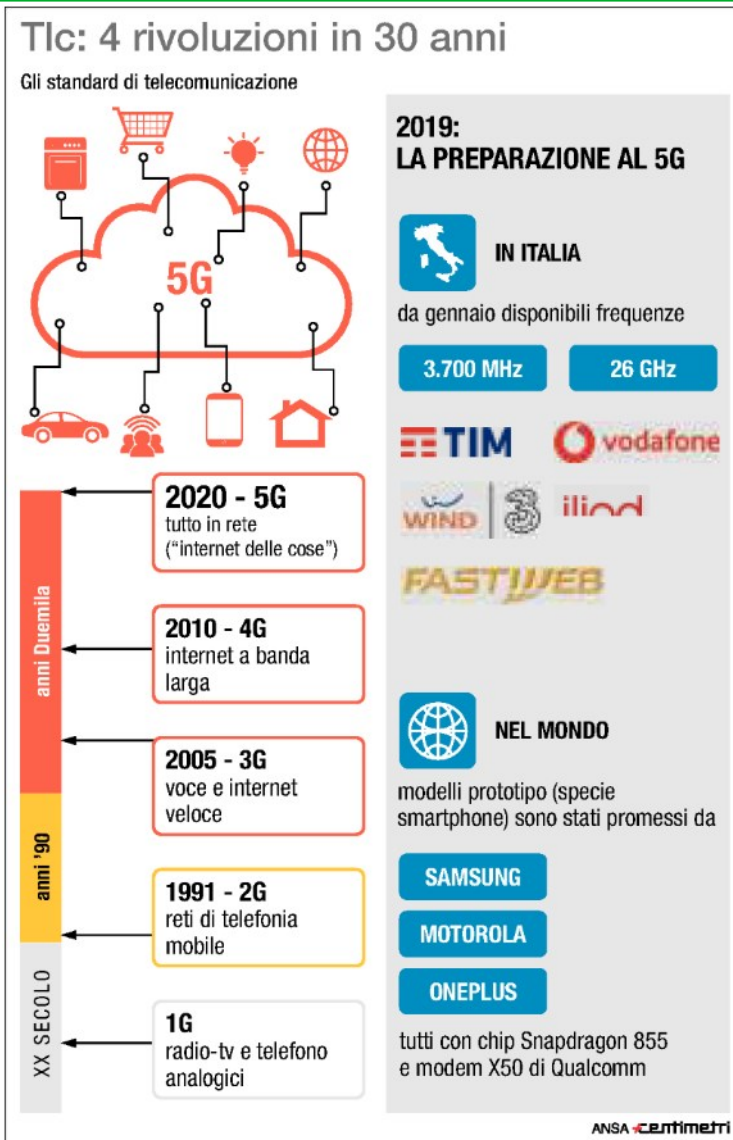 Tlc: 4 rivoluzioni in 30 anni
Gli standard di telecomunicazione
5G
2020 - 5G
tutto in rete
(“internet delle cose”)
2010 - 4G
internet a banda
larga
2005 - 3G
voce e internet
veloce
1991 - 2G
reti di telefonia
mobile
1G
radio-tv e telefono
analogici
anni Duemila
anni '90
XX SECOLO
2019:
LA PREPARAZIONE AL 5G
IN ITALIA
da gennaio disponibili frequenze
3.700 MHz
26 GHz
TIM
vodafone
WIND 3
iliad
FASTWEB
NEL MONDO
modelli prototipo (specie
smartphone) sono stati promessi da
SAMSUNG
MOTOROLA
ONEPLUS
tutti con chip Snapdragon 855
e modem X50 di Qualcomm
ANSA centimetri